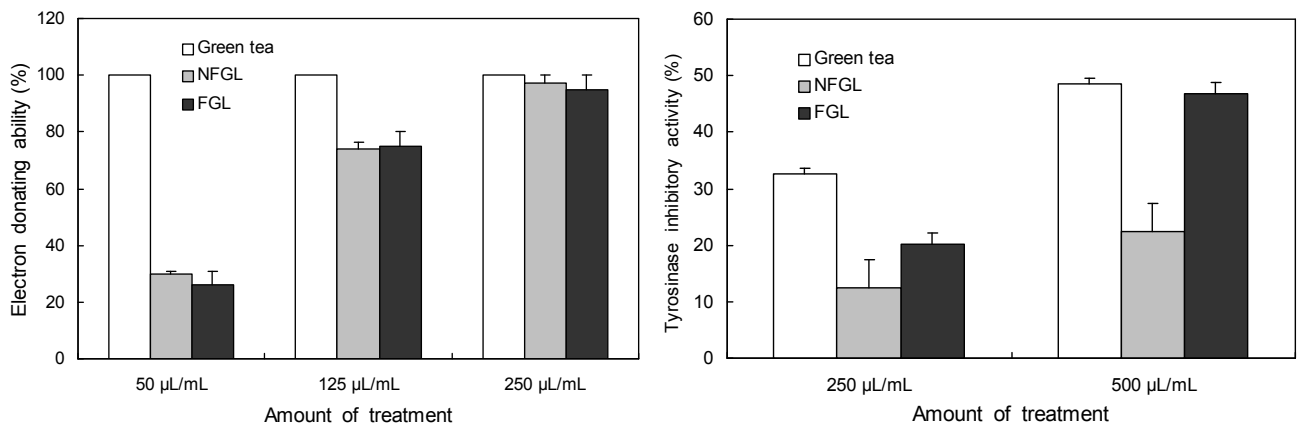 Electron donating ability (%)
120
100
80
60
40
20
0
Green tea
NFGL
FGL
50 µL/mL
125 µL/mL
250 µL/mL
Amount of treatment
Tyrosinase inhibitory activity (%)
60
50
40
30
20
10
0
Green tea
NFGL
FGL
250 µL/mL
500 µL/mL
Amount of treatment